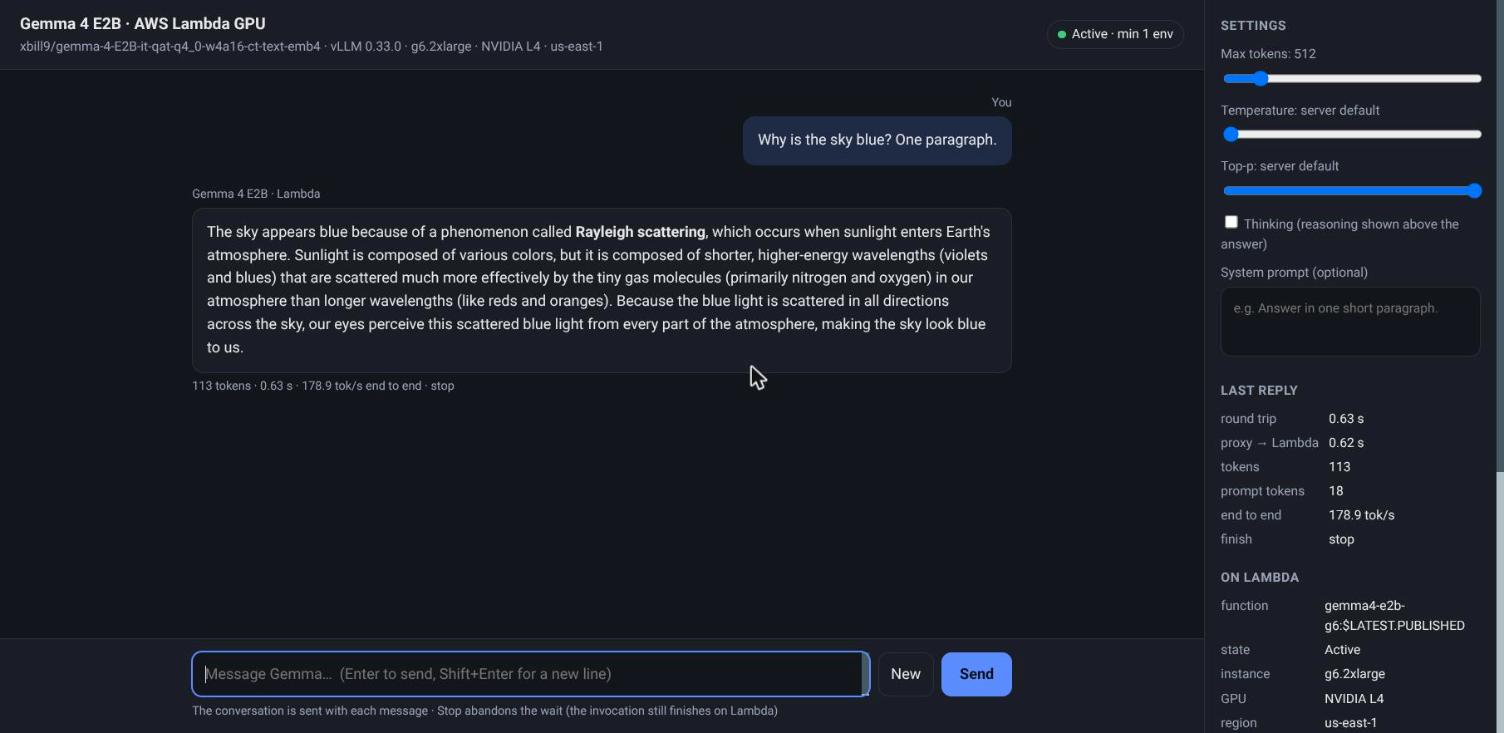 Gemma 4 E2B · AWS Lambda GPU
xbill9/gemma-4-E2B-it-qat-q4_0-w4a16-ct-text-emb4 · vLLM 0.33.0 · g6.2xlarge · NVIDIA L4 · us-east-1
Active · min 1 env
You
Why is the sky blue? One paragraph.
Gemma 4 E2B · Lambda
The sky appears blue because of a phenomenon called Rayleigh scattering, which occurs when sunlight enters Earth's
atmosphere. Sunlight is composed of various colors, but it is composed of shorter, higher-energy wavelengths (violets
and blues) that are scattered much more effectively by the tiny gas molecules (primarily nitrogen and oxygen) in our
atmosphere than longer wavelengths (like reds and oranges). Because the blue light is scattered in all directions
across the sky, our eyes perceive this scattered blue light from every part of the atmosphere, making the sky look blue
to us.
113 tokens · 0.63 s · 178.9 tok/s end to end · stop
Message Gemma... (Enter to send, Shift+Enter for a new line)
New
Send
The conversation is sent with each message · Stop abandons the wait (the invocation still finishes on Lambda)
SETTINGS
Max tokens: 512
Temperature: server default
Top-p: server default
Thinking (reasoning shown above the
answer)
System prompt (optional)
e.g. Answer in one short paragraph.
LAST REPLY
round trip 0.63 s
proxy → Lambda 0.62 s
tokens 113
prompt tokens 18
end to end 178.9 tok/s
finish stop
ON LAMBDA
function gemma4-e2b-
g6:$LATEST.PUBLISHED
state Active
instance g6.2xlarge
GPU NVIDIA L4
region us-east-1